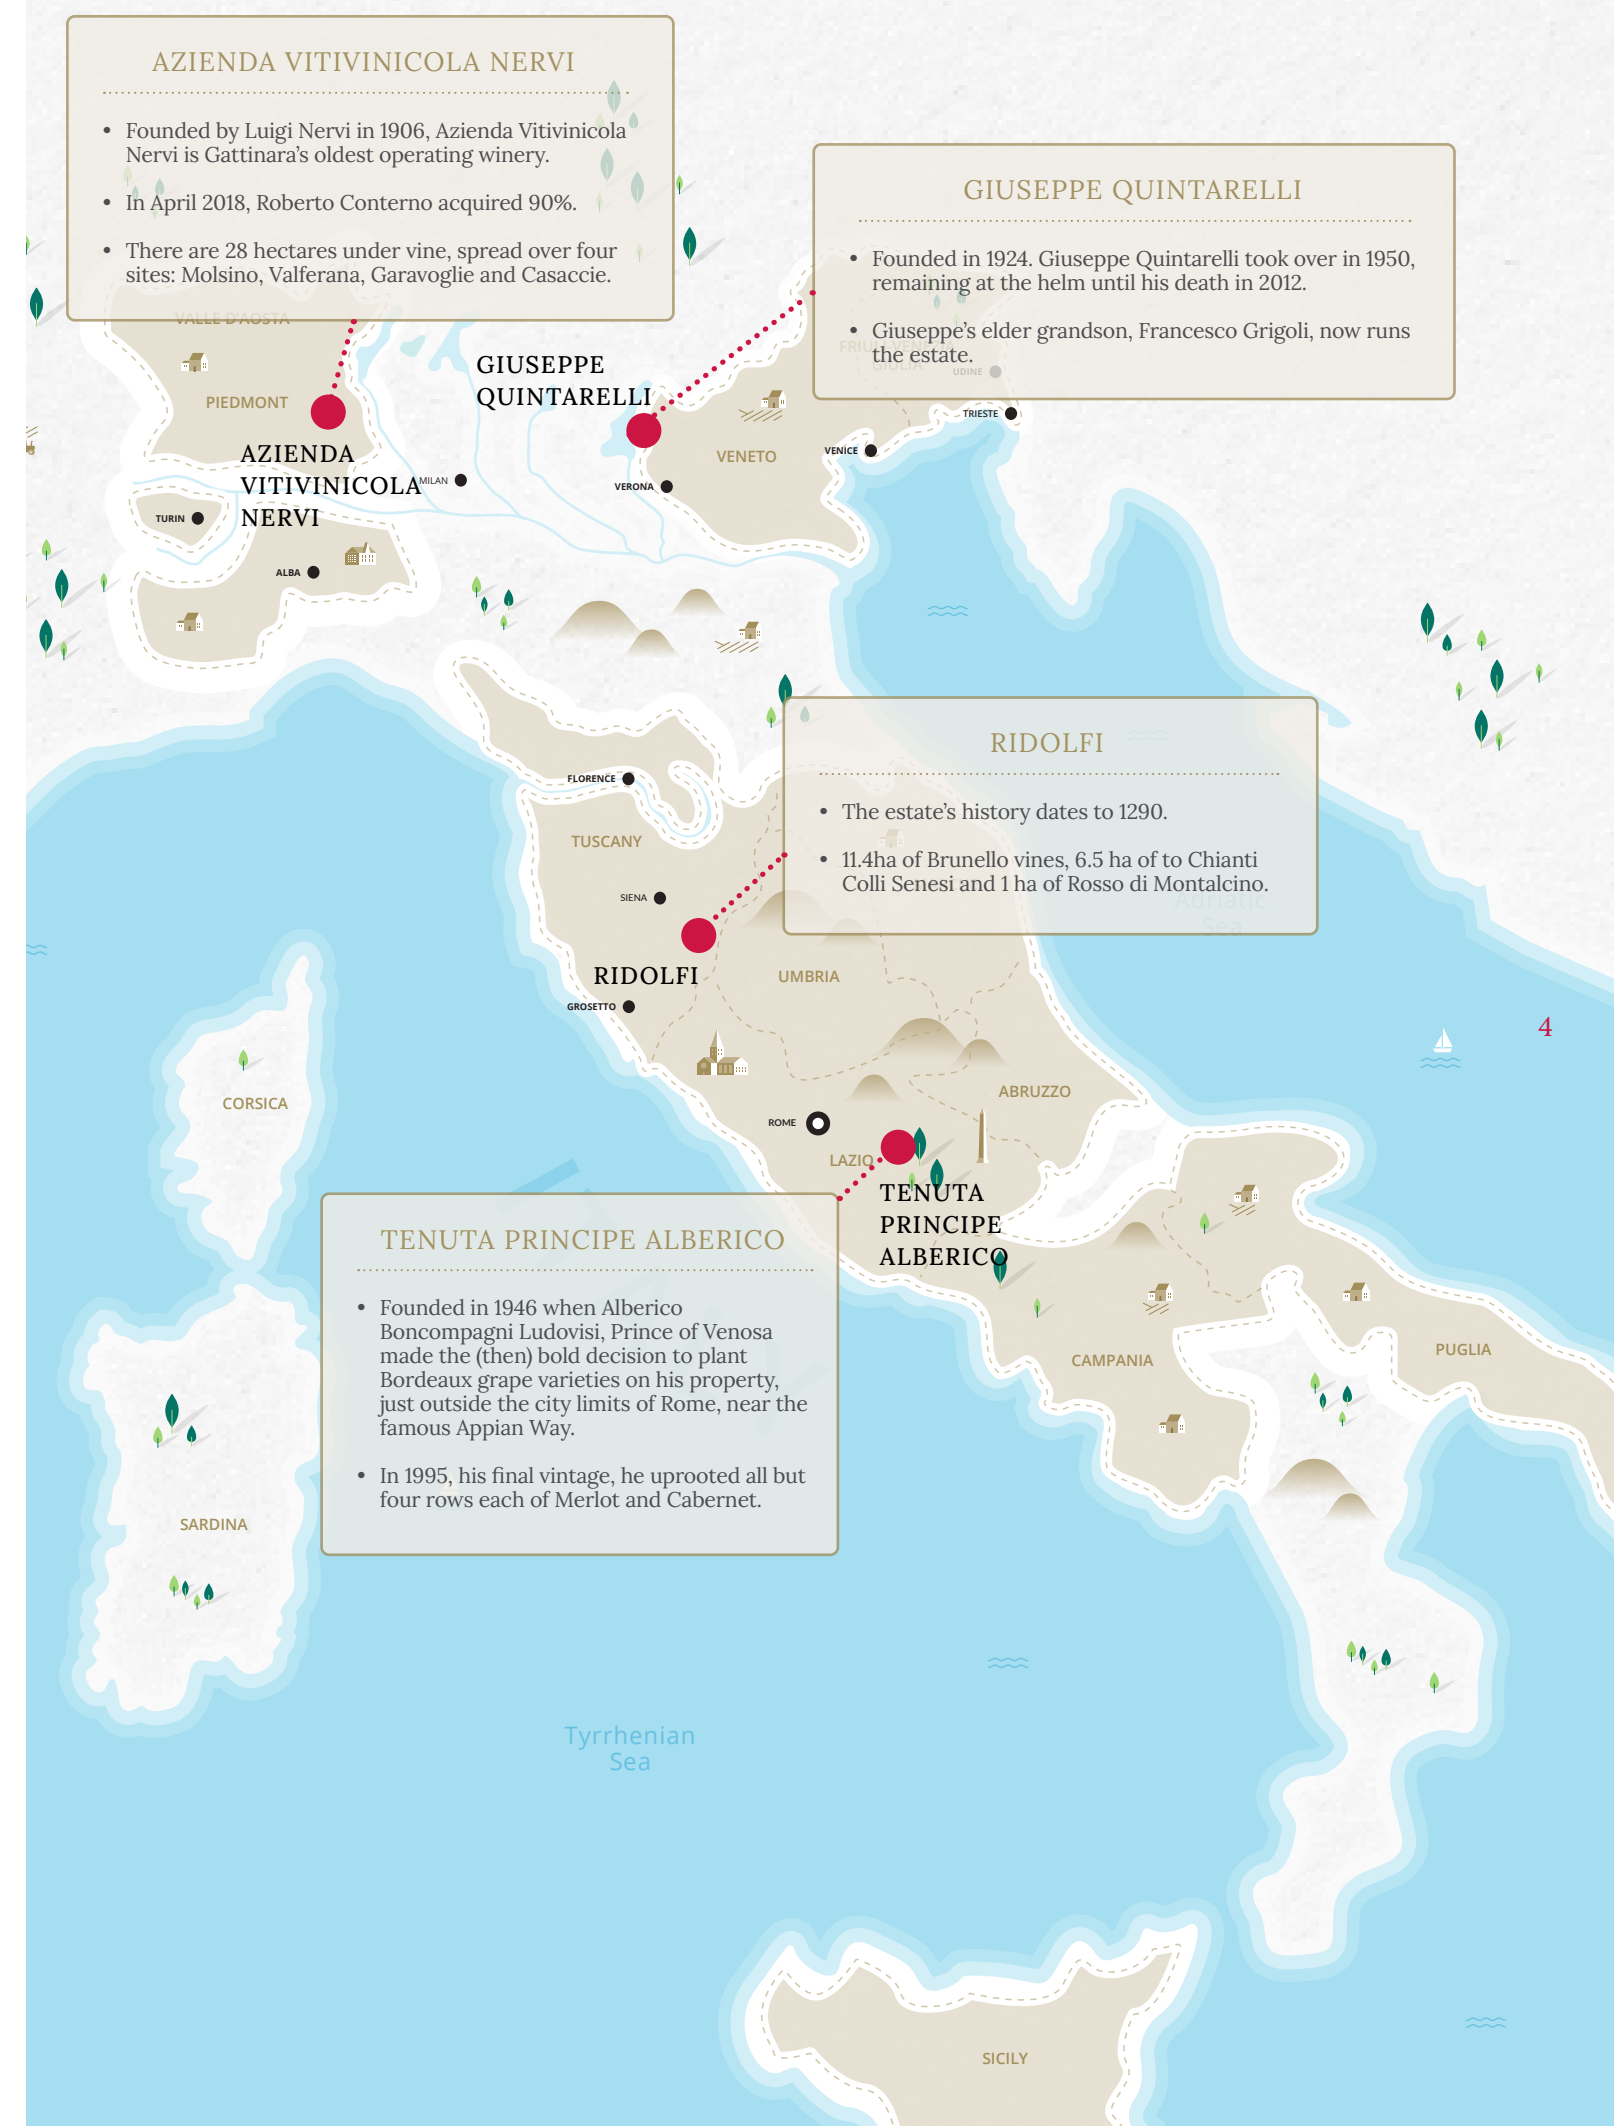 AZIENDA VITIVINICOLA NERVI
• Founded by Luigi Nervi in 1906, Azienda Vitivinicola
Nervi is Gattinara’s oldest operating winery.
• In April 2018, Roberto Conterno acquired 90%.
• There are 28 hectares under vine, spread over four
sites: Molsino, Valferana, Garavoglie and Casaccie.
GIUSEPPE QUINTARELLI
• Founded in 1924. Giuseppe Quintarelli took over in 1950,
remaining at the helm until his death in 2012.
• Giuseppe’s elder grandson, Francesco Grigoli, now runs
the estate.
VALLE D'AOSTA
FRIULI-VENEZIA
GIULIA
UDINE
GIUSEPPE
QUINTARELLI
PIEDMONT
TRIESTE
AZIENDA
VITIVINICOLA
NERVI
MILAN
VENETO
VENICE
VERONA
TURIN
ALBA
RIDOLFI
• The estate’s history dates to 1290.
• 11.4ha of Brunello vines, 6.5 ha of to Chianti
Colli Senesi and 1 ha of Rosso di Montalcino.
FLORENCE
TUSCANY
SIENA
Adriatic
Sea
RIDOLFI
UMBRIA
GROSSETO
4
CORSICA
ABRUZZO
ROME
LAZIO
TENUTA
PRINCIPE
ALBERICO
TENUTA PRINCIPE ALBERICO
• Founded in 1946 when Alberico
Boncompagni Ludovisi, Prince of Venosa
made the (then) bold decision to plant
Bordeaux grape varieties on his property,
just outside the city limits of Rome, near the
famous Appian Way.
• In 1995, his final vintage, he uprooted all but
four rows each of Merlot and Cabernet.
CAMPANIA
PUGLIA
SARDINA
Tyrrhenian
Sea
SICILY